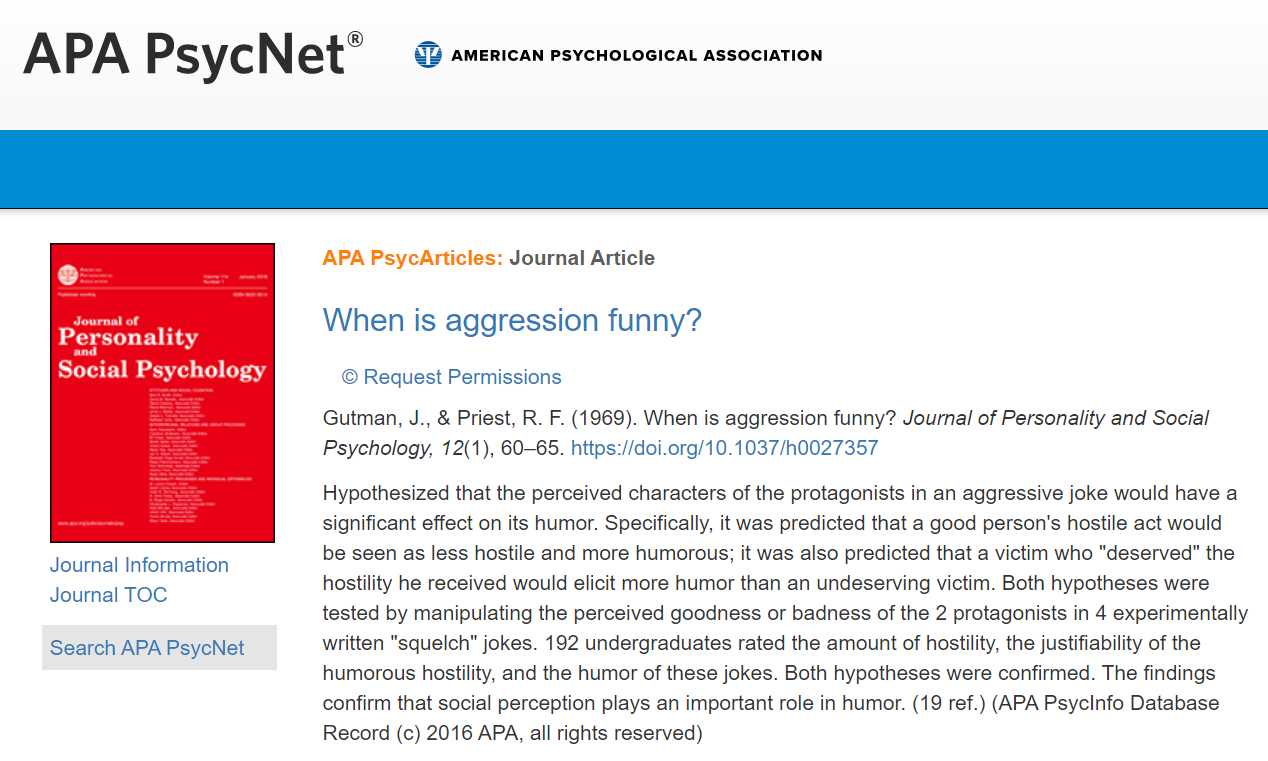 APA PsycNet®
AMERICAN PSYCHOLOGICAL ASSOCIATION
American
Psychological
Association
Published monthly
Journal of
Personality
and
Social Psychology
Journal Information
Journal TOC
Search APA PsycNet
APA PsycArticles: Journal Article
When is aggression funny?
© Request Permissions
Gutman, J., & Priest, R. F. (1969). When is aggression funny? Journal of Personality and Social
Psychology, 12(1), 60–65. https://doi.org/10.1037/h0027357
Hypothesized that the perceived characters of the protagonists in an aggressive joke would have a
significant effect on its humor. Specifically, it was predicted that a good person's hostile act would
be seen as less hostile and more humorous; it was also predicted that a victim who "deserved" the
hostility he received would elicit more humor than an undeserving victim. Both hypotheses were
tested by manipulating the perceived goodness or badness of the 2 protagonists in 4 experimentally
written "squelch" jokes. 192 undergraduates rated the amount of hostility, the justifiability of the
humorous hostility, and the humor of these jokes. Both hypotheses were confirmed. The findings
confirm that social perception plays an important role in humor. (19 ref.) (APA PsycInfo Database
Record (c) 2016 APA, all rights reserved)